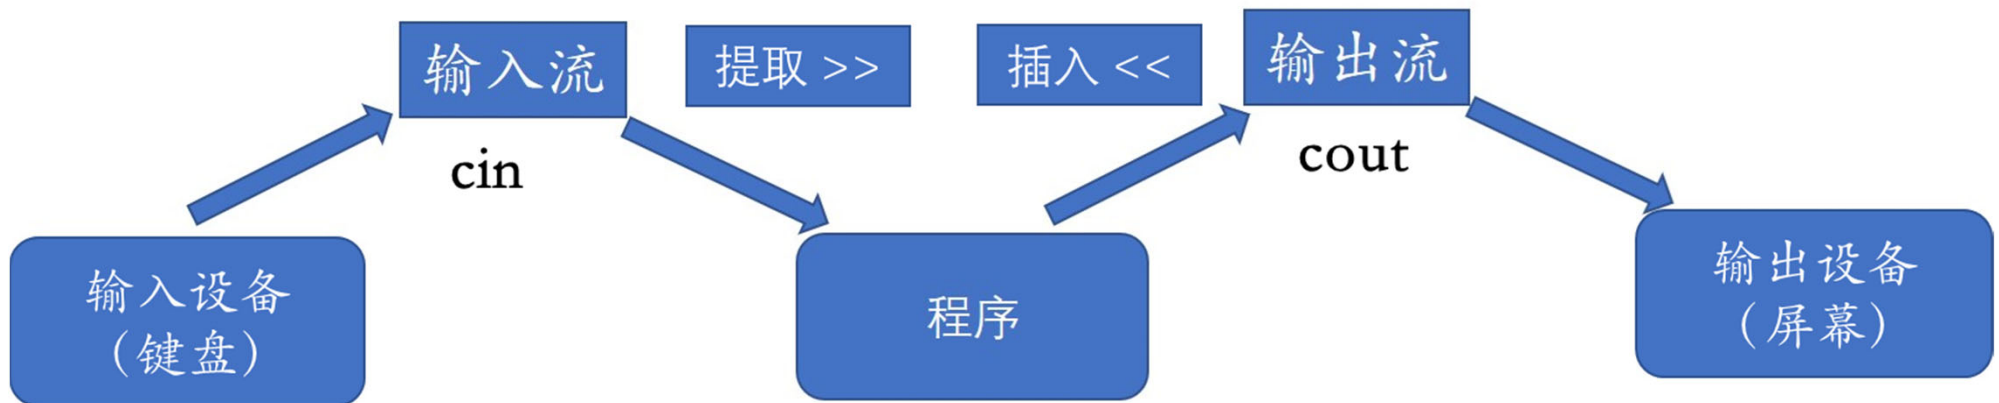 输入流
提取 >>
插入 <<
输出流
cin
cout
输入设备
（键盘）
程序
输出设备
（屏幕）